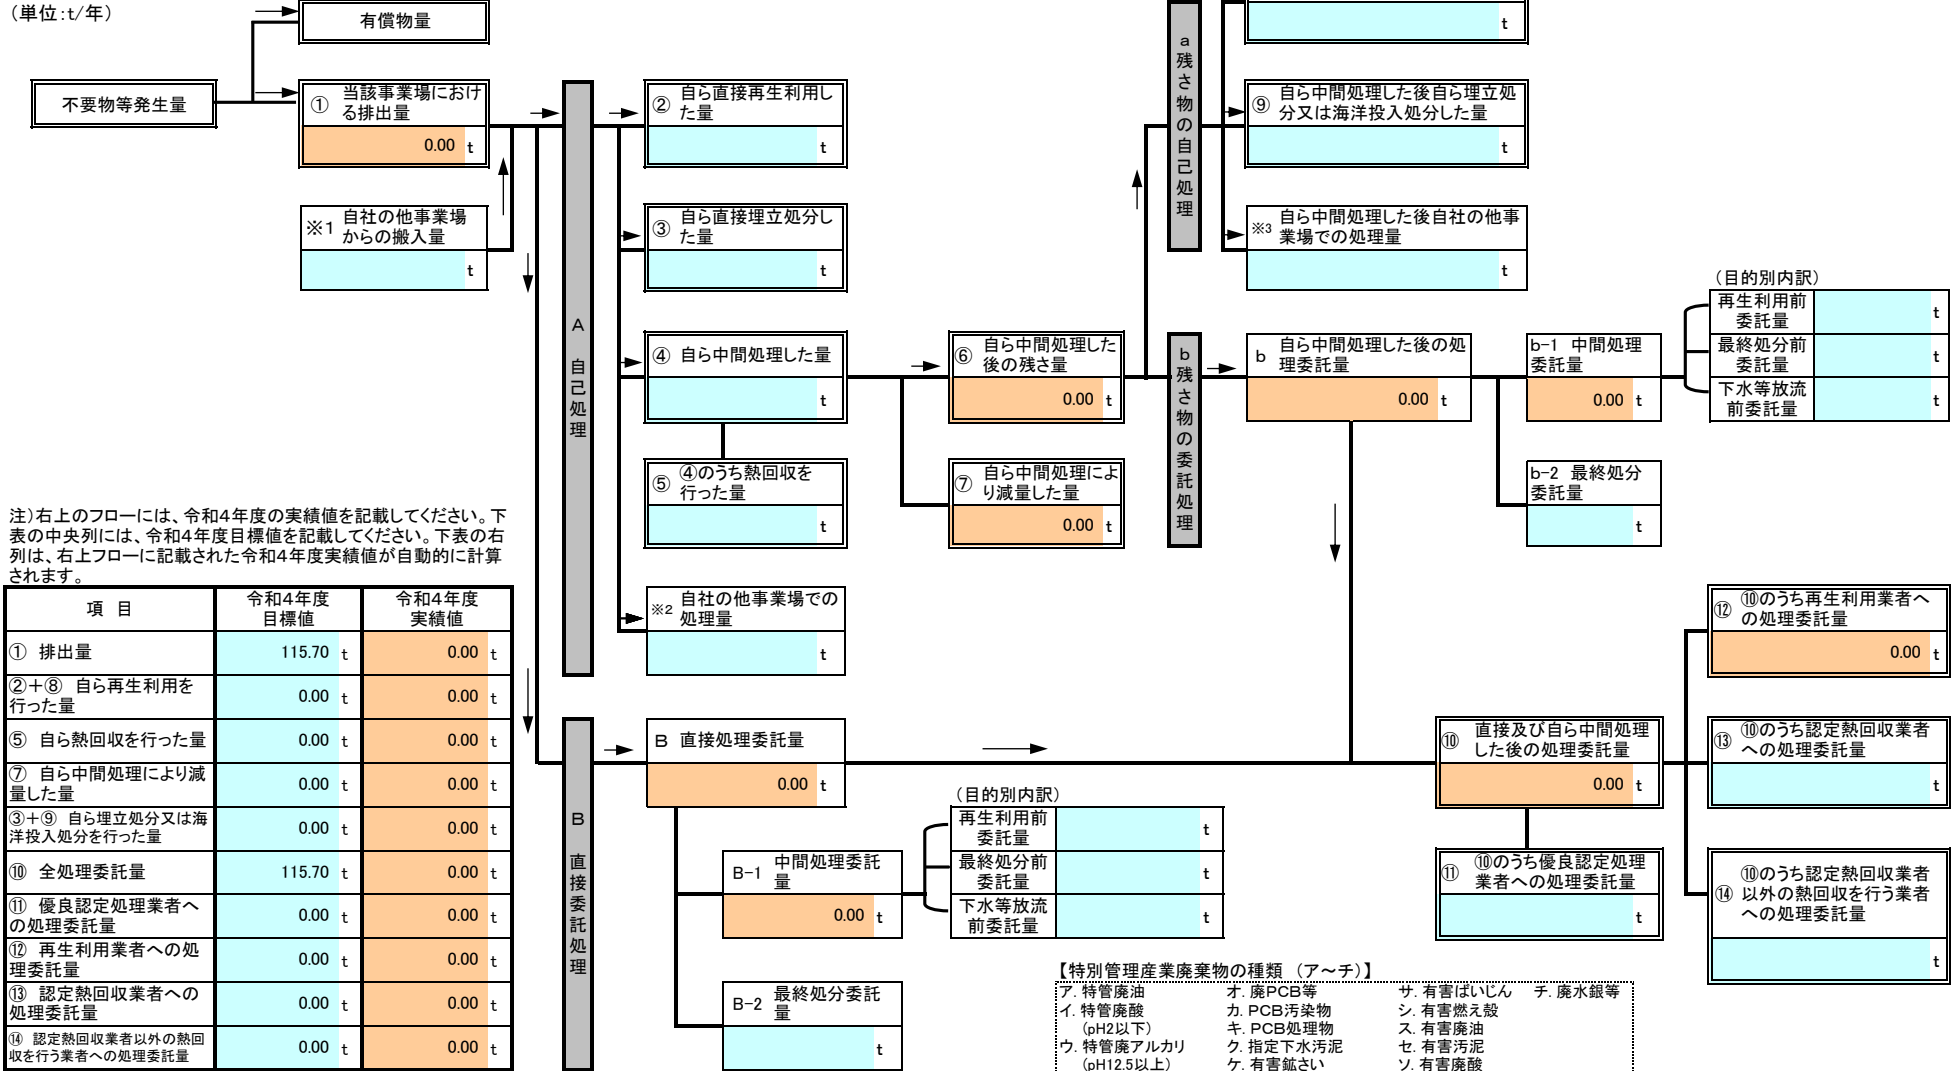 （単位：t/年）
有償物量
t
不要物等発生量
①
当該事業場におけ
る排出量
0.00 t
※1
自社の他事業場
からの搬入量
t
A
自己処理
②
自ら直接再生利用し
た量
t
③
自ら直接埋立処分し
た量
t
④ 自ら中間処理した量
t
⑤
④のうち熱回収を
行った量
t
※2
自社の他事業場での
処理量
t
⑥
自ら中間処理した
後の残さ量
0.00 t
⑦
自ら中間処理によ
り減量した量
0.00 t
a
残さ物の自己処理
⑨
自ら中間処理した後自ら埋立処
分又は海洋投入処分した量
t
※3
自ら中間処理した後自社の他事
業場での処理量
t
b
残さ物の委託処理
b
自ら中間処理した後の処
理委託量
0.00 t
b-1 中間処理
委託量
0.00 t
b-2 最終処分
委託量
t
（目的別内訳）
再生利用前
委託量
t
最終処分前
委託量
t
下水等放流
前委託量
t
注）右上のフローには、令和４年度の実績値を記載してください。下
表の中央列には、令和４年度目標値を記載してください。下表の右
列は、右上フローに記載された令和４年度実績値が自動的に計算
されます。
項 目
令和４年度
目標値
令和４年度
実績値
① 排出量 115.70 t 0.00 t
②＋⑧ 自ら再生利用を
行った量
0.00 t 0.00 t
⑤ 自ら熱回収を行った量 0.00 t 0.00 t
⑦ 自ら中間処理により減
量した量
0.00 t 0.00 t
③＋⑨ 自ら埋立処分又は海
洋投入処分を行った量
0.00 t 0.00 t
⑩ 全処理委託量 115.70 t 0.00 t
⑪ 優良認定処理業者へ
の処理委託量
0.00 t 0.00 t
⑫ 再生利用業者への処
理委託量
0.00 t 0.00 t
⑬ 認定熱回収業者への
処理委託量
0.00 t 0.00 t
⑭ 認定熱回収業者以外の熱回
収を行う業者への処理委託量
0.00 t 0.00 t
B
直接委託処理
B 直接処理委託量
0.00 t
B-1
中間処理委託
量
0.00 t
B-2
最終処分委託
量
t
（目的別内訳）
再生利用前
委託量
t
最終処分前
委託量
t
下水等放流
前委託量
t
⑩
直接及び自ら中間処理
した後の処理委託量
0.00 t
⑪
⑩のうち優良認定処理
業者への処理委託量
t
⑫
⑩のうち再生利用業者へ
の処理委託量
0.00 t
⑬
⑩のうち認定熱回収業者
への処理委託量
t
⑭
⑩のうち認定熱回収業者
以外の熱回収を行う業者
への処理委託量
t
【特別管理産業廃棄物の種類 （ア～チ）】
ア．特管廃油 オ．廃PCB等 サ．有害ばいじん チ．廃水銀等
イ．特管廃酸 カ．PCB汚染物 シ．有害燃え殻
（pH2以下） キ．PCB処理物 ス．有害廃油
ウ．特管廃アルカリ ク．指定下水汚泥 セ．有害汚泥
（pH12.5以上） ケ．有害鉱さい ソ．有害廃酸